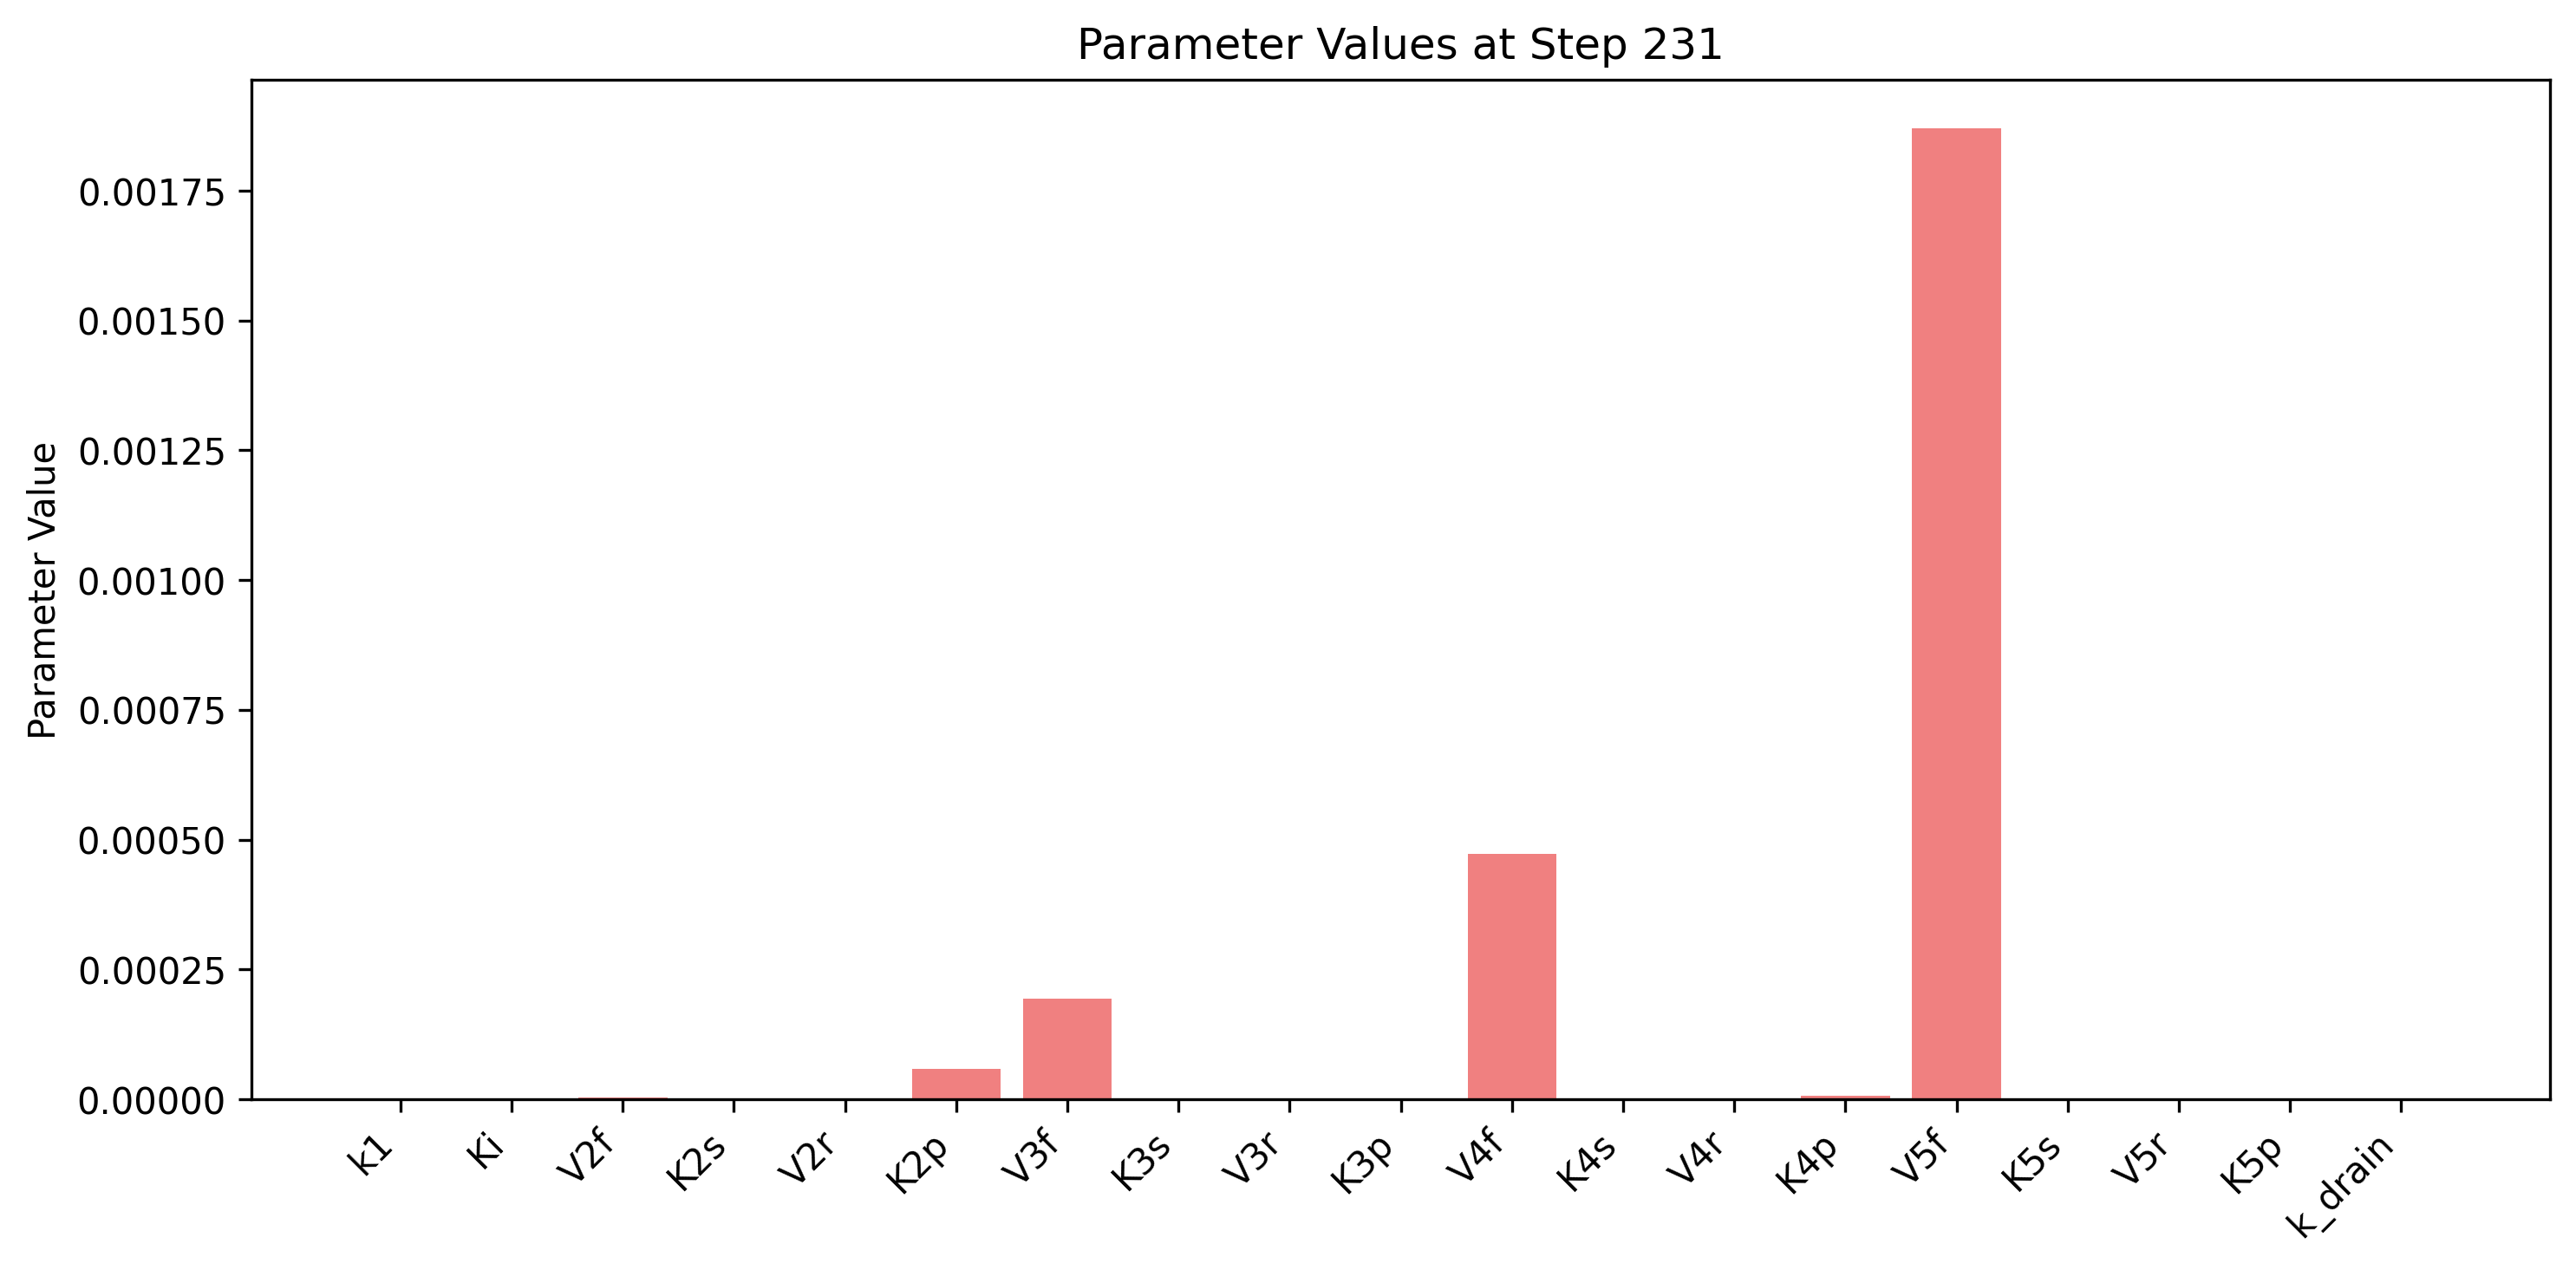 Parameter Values at Step 231
Parameter Value
0.00175
0.00150
0.00125
0.00100
0.00075
0.00050
0.00025
0.00000
k1
Ki
V2f
K2s
V2r
K2p
V3f
K3s
V3r
K3p
V4f
K4s
V4r
K4p
V5f
K5s
V5r
K5p
k_drain